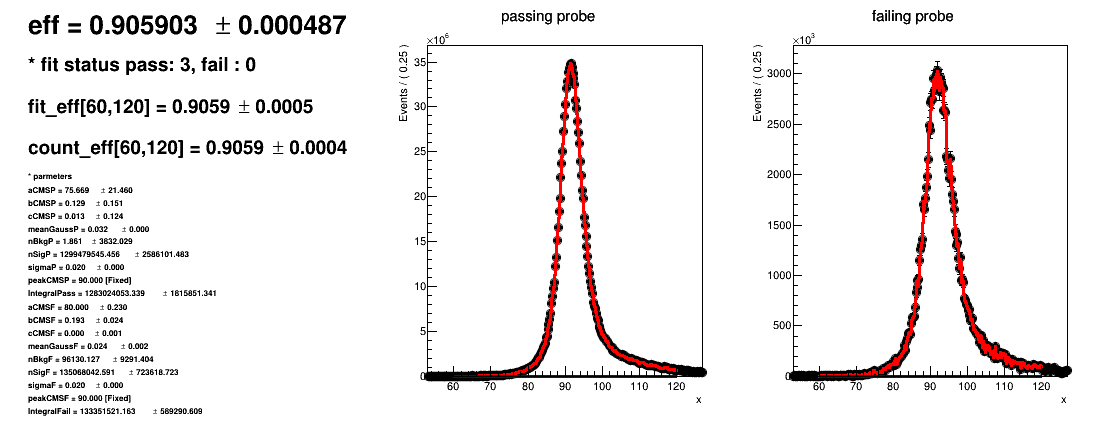 eff = 0.905903 ± 0.000487
* fit status pass: 3, fail : 0
fit_eff[60,120] = 0.9059 ± 0.0005
count_eff[60,120] = 0.9059 ± 0.0004
* parmeters
aCMSP = 75.669 ± 21.460
bCMSP = 0.129 ± 0.151
cCMSP = 0.013 ± 0.124
meanGaussP = 0.032 ± 0.000
nBkgP = 1.861 ± 3832.029
nSigP = 1299479545.456 ± 2586101.483
sigmaP = 0.020 ± 0.000
peakCMSP = 90.000 [Fixed]
IntegralPass = 1283024053.339 ± 1815851.341
aCMSF = 80.000 ± 0.230
bCMSF = 0.193 ± 0.024
cCMSF = 0.000 ± 0.001
meanGaussF = 0.024 ± 0.002
nBkgF = 96130.127 ± 9291.404
nSigF = 135068042.591 ± 723618.723
sigmaF = 0.020 ± 0.000
peakCMSF = 90.000 [Fixed]
IntegralFail = 133351521.163 ± 589290.609
passing probe
×10⁶
Events / ( 0.25 )
35
30
25
20
15
10
5
0
60 70 80 90 100 110 120
x
failing probe
×10³
Events / ( 0.25 )
3000
2500
2000
1500
1000
500
0
60 70 80 90 100 110 120
x